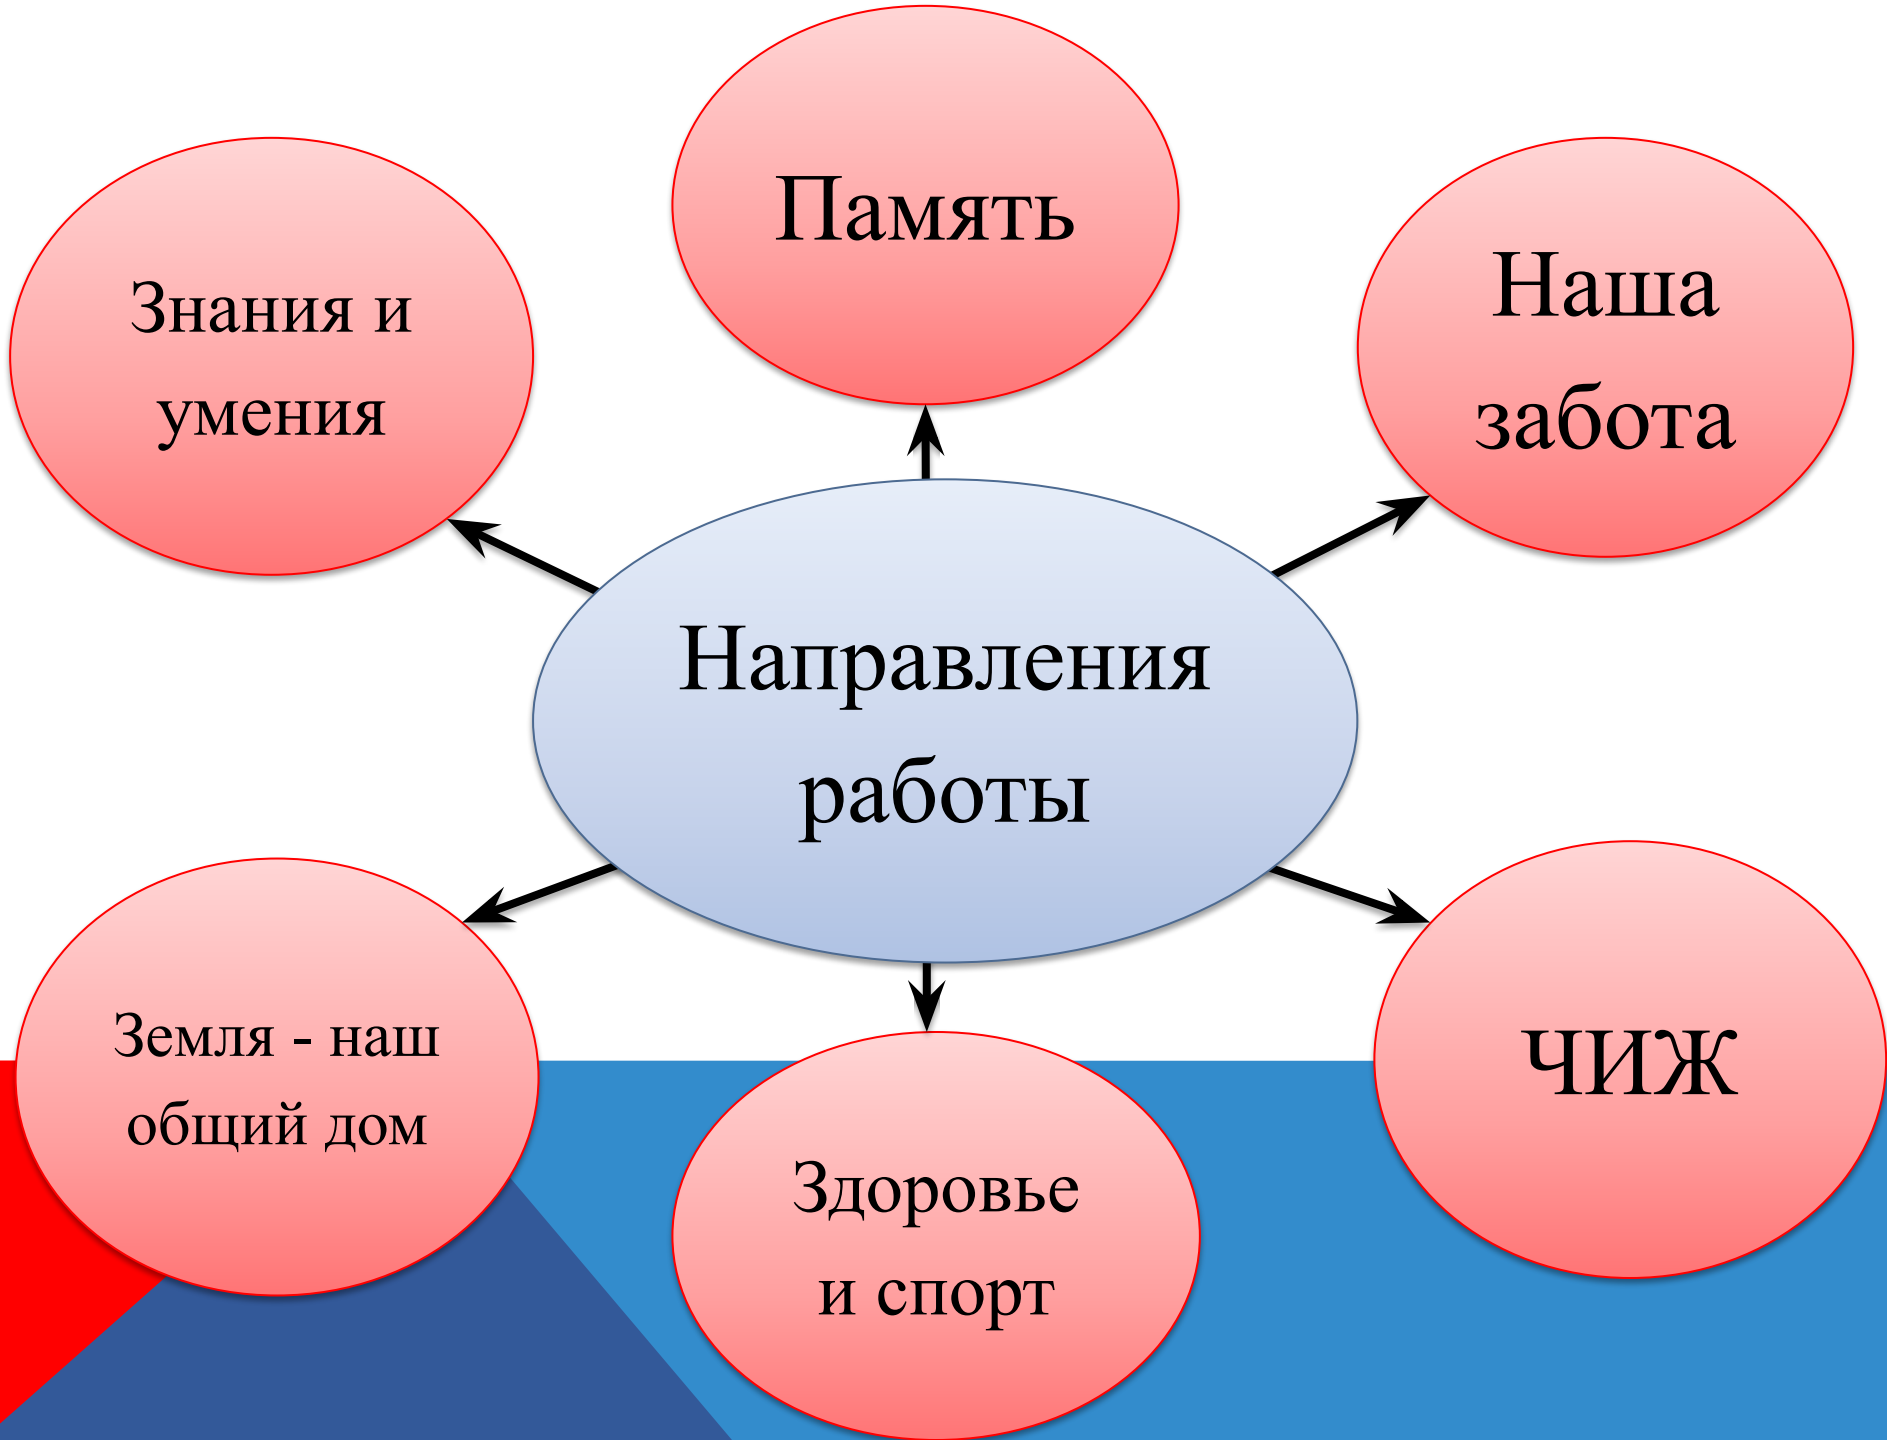 Память
Знания и
умения
Наша
забота
Направления
работы
Земля - наш
общий дом
Здоровье
и спорт
ЧИЖ